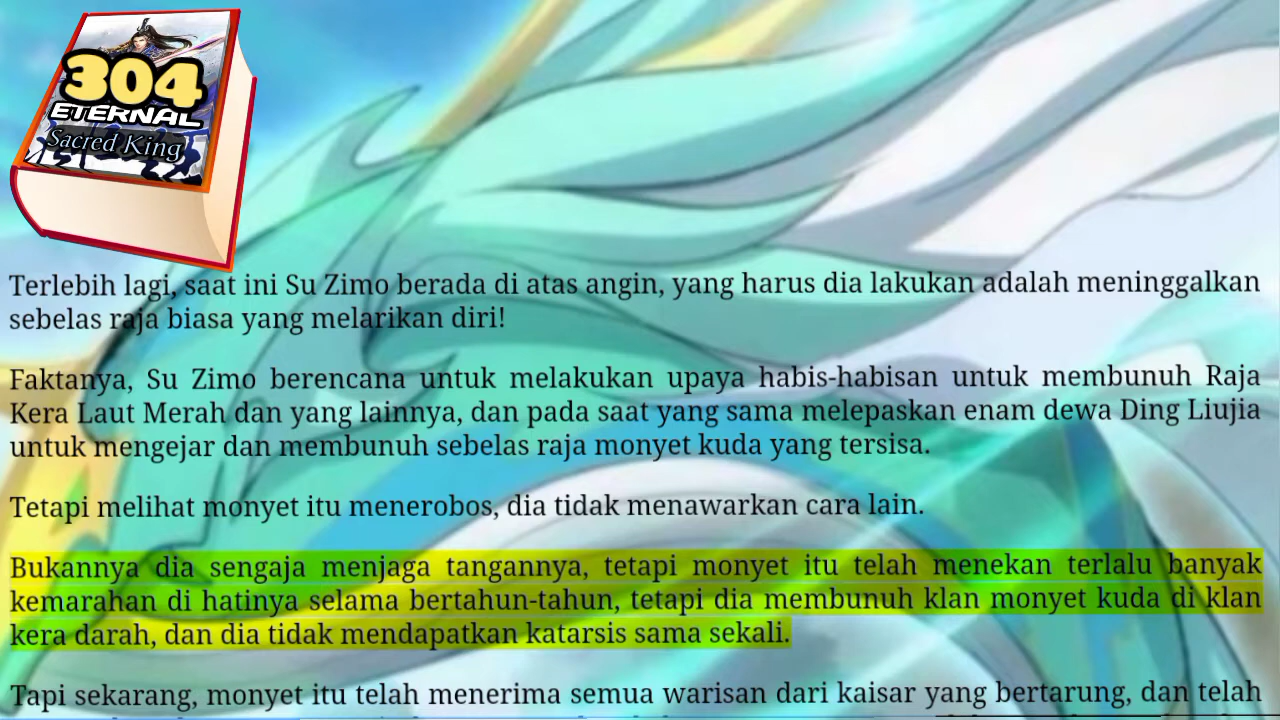 304
ETERNAL
Sacred King
Terlebih lagi, saat ini Su Zimo berada di atas angin, yang harus dia lakukan adalah meninggalkan
sebelas raja biasa yang melarikan diri!
Faktanya, Su Zimo berencana untuk melakukan upaya habis-habisan untuk membunuh Raja
Kera Laut Merah dan yang lainnya, dan pada saat yang sama melepaskan enam dewa Ding Liujia
untuk mengejar dan membunuh sebelas raja monyet kuda yang tersisa.
Tetapi melihat monyet itu menerobos, dia tidak menawarkan cara lain.
Bukannya dia sengaja menjaga tangannya, tetapi monyet itu telah menekan terlalu banyak
kemarahan di hatinya selama bertahun-tahun, tetapi dia membunuh klan monyet kuda di klan
kera darah, dan dia tidak mendapatkan katarsis sama sekali.
Tapi sekarang, monyet itu telah menerima semua warisan dari kaisar yang bertarung, dan telah